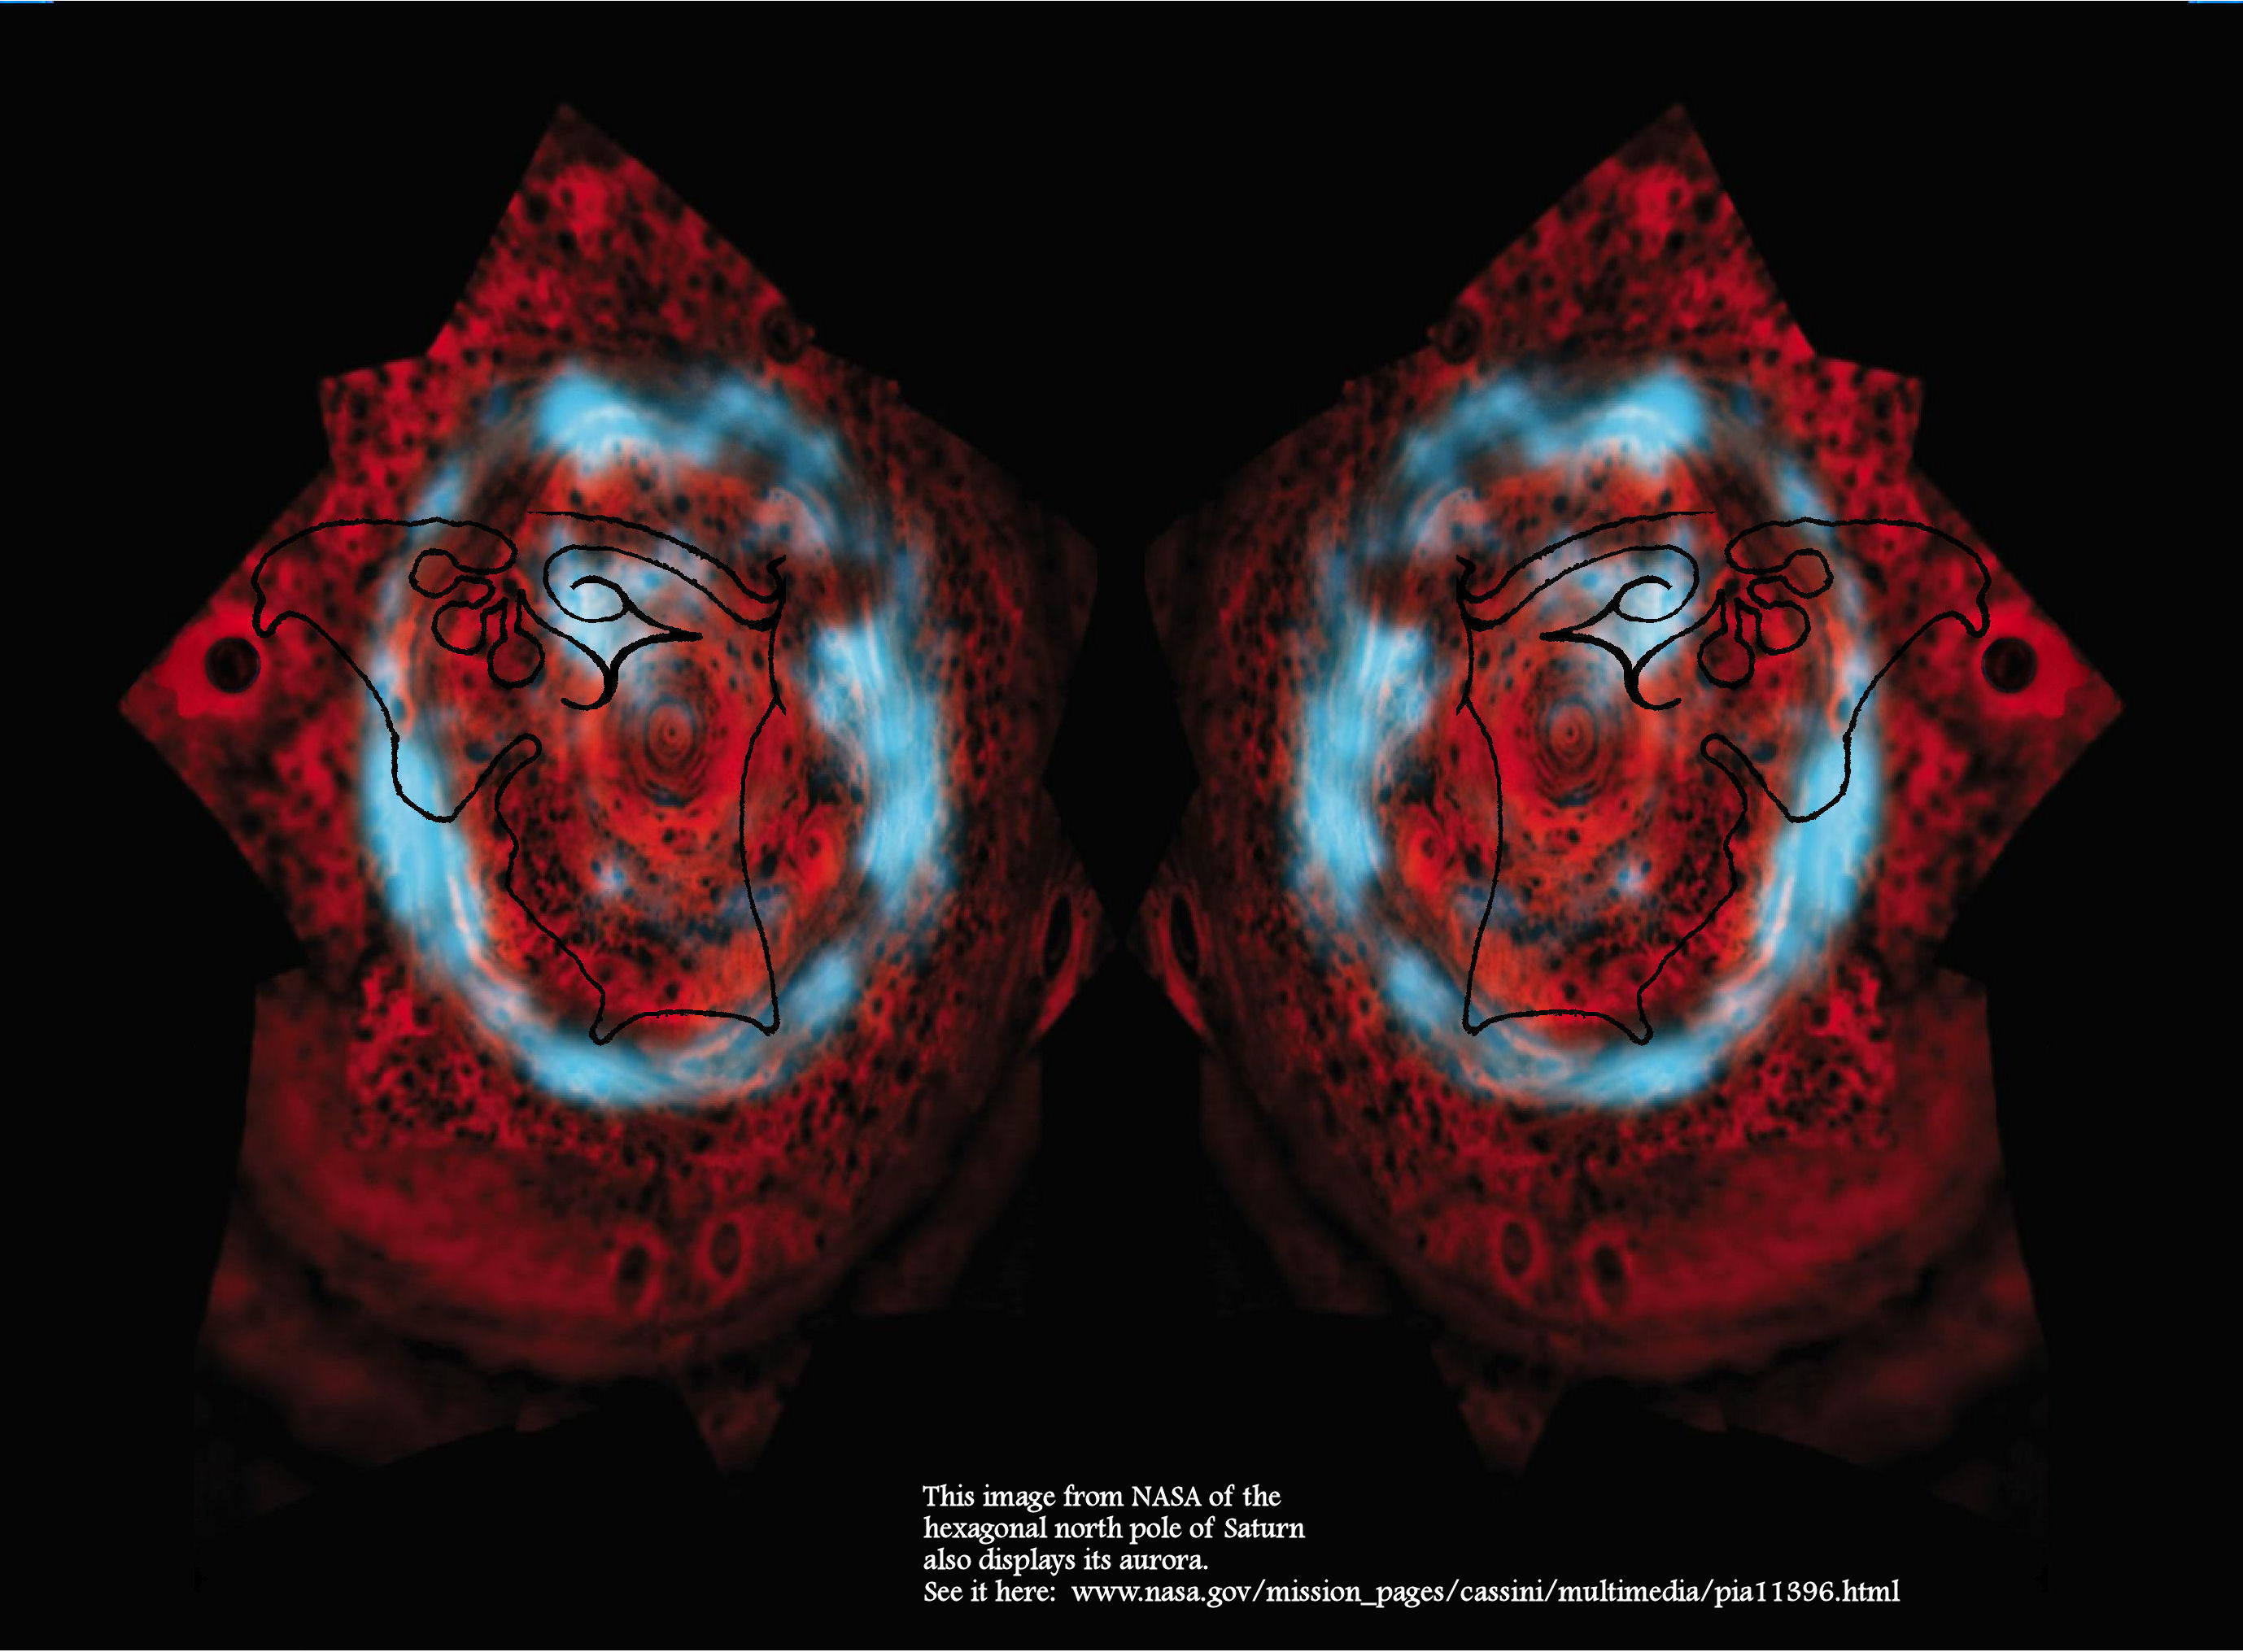 This image from NASA of the
hexagonal north pole of Saturn
also displays its aurora.
See it here:  www.nasa.gov/mission_pages/cassini/multimedia/pia11396.html